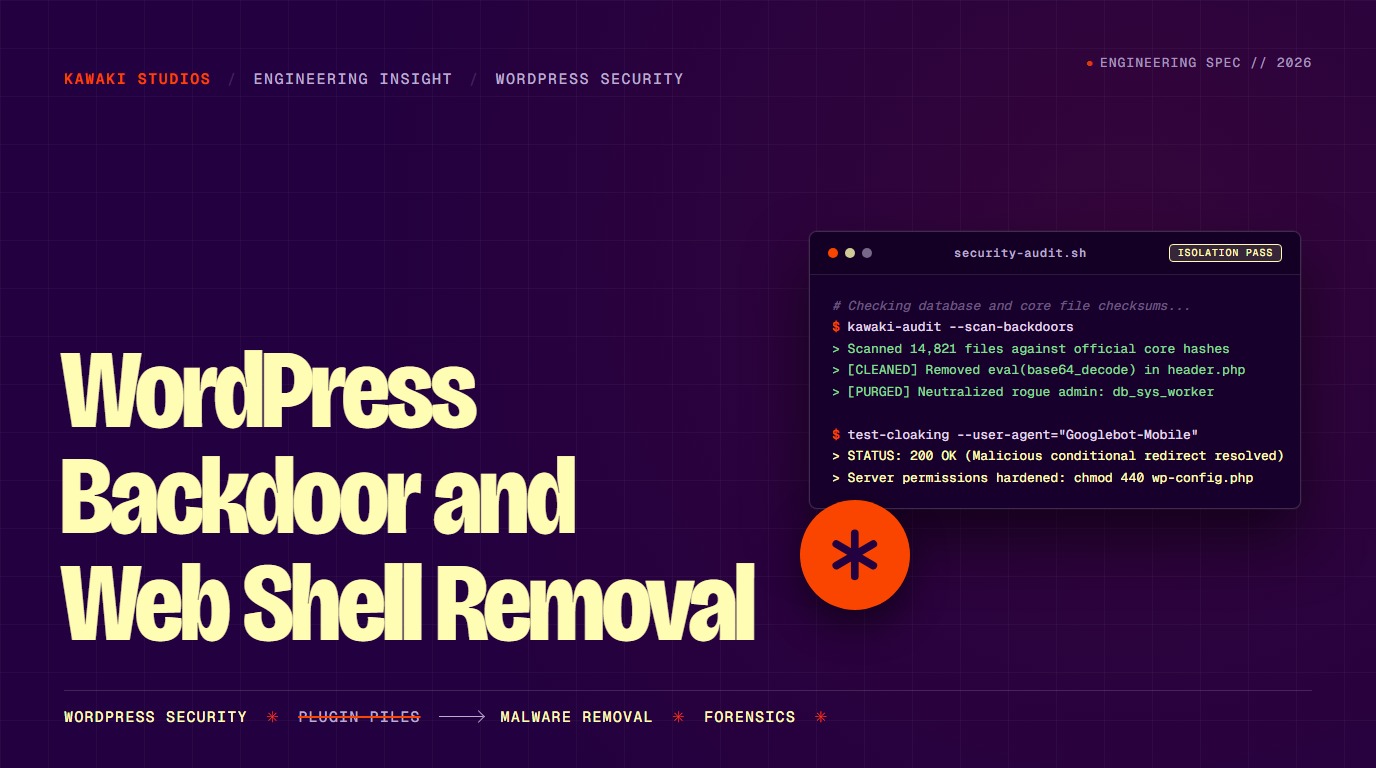 KAWAKI STUDIOS / ENGINEERING INSIGHT / WORDPRESS SECURITY
ENGINEERING SPEC // 2026
security-audit.sh
ISOLATION PASS
# Checking database and core file checksums...
$ kawaki-audit --scan-backdoors
> Scanned 14,821 files against official core hashes
> [CLEANED] Removed eval(base64_decode) in header.php
> [PURGED] Neutralized rogue admin: db_sys_worker
$ test-cloaking --user-agent="Googlebot-Mobile"
> STATUS: 200 OK (Malicious conditional redirect resolved)
> Server permissions hardened: chmod 440 wp-config.php
WordPress
Backdoor and
Web Shell Removal
WORDPRESS SECURITY ✳ PLUGIN FILES → MALWARE REMOVAL ✳ FORENSICS ✳